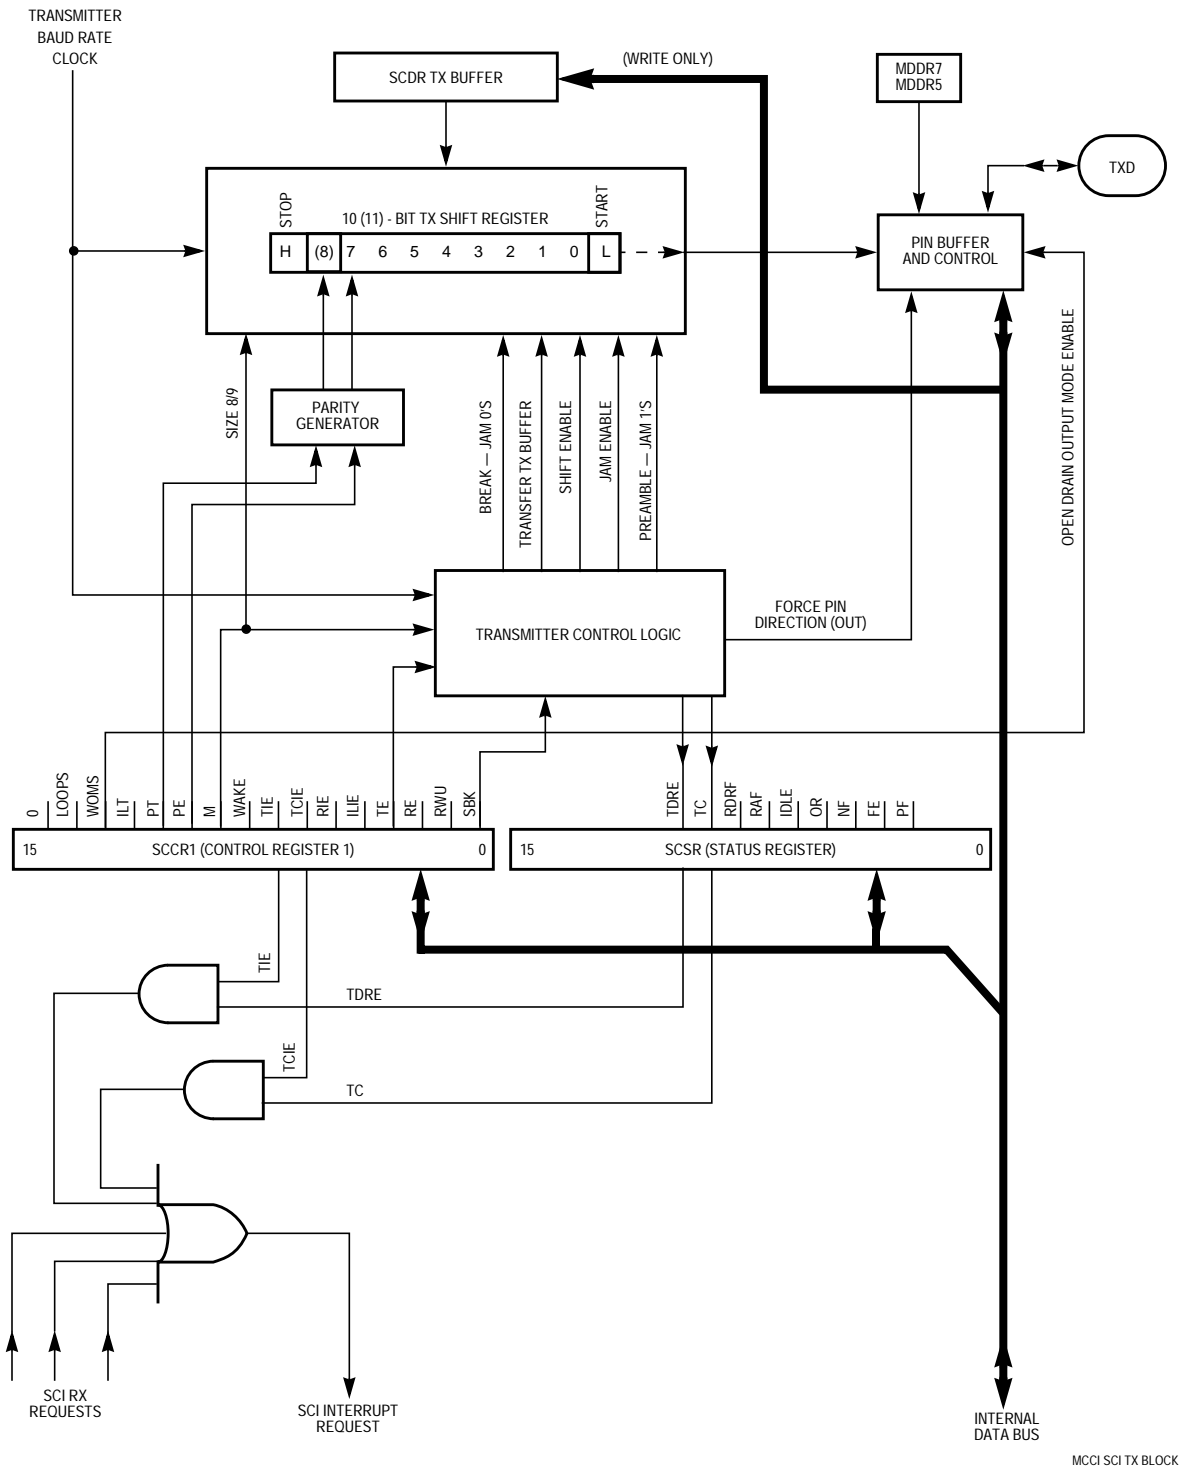 TRANSMITTER
BAUD RATE
CLOCK
SCDR TX BUFFER
(WRITE ONLY)
MDDR7
MDDR5
TXD
STOP
10 (11) - BIT TX SHIFT REGISTER
START
H (8) 7 6 5 4 3 2 1 0 L
PIN BUFFER
AND CONTROL
OPEN DRAIN OUTPUT MODE ENABLE
SIZE 8/9
PARITY
GENERATOR
BREAK — JAM 0'S
TRANSFER TX BUFFER
SHIFT ENABLE
JAM ENABLE
PREAMBLE — JAM 1'S
TRANSMITTER CONTROL LOGIC
FORCE PIN
DIRECTION (OUT)
0
LOOPS
WOMS
ILT
PT
PE
M
WAKE
TIE
TCIE
RIE
ILIE
TE
RE
RWU
SBK
TDRE
TC
RDRF
RAF
IDLE
OR
NF
FE
PF
15 SCCR1 (CONTROL REGISTER 1) 0
15 SCSR (STATUS REGISTER) 0
TIE
TDRE
TCIE
TC
SCI RX
REQUESTS
SCI INTERRUPT
REQUEST
INTERNAL
DATA BUS
MCCI SCI TX BLOCK